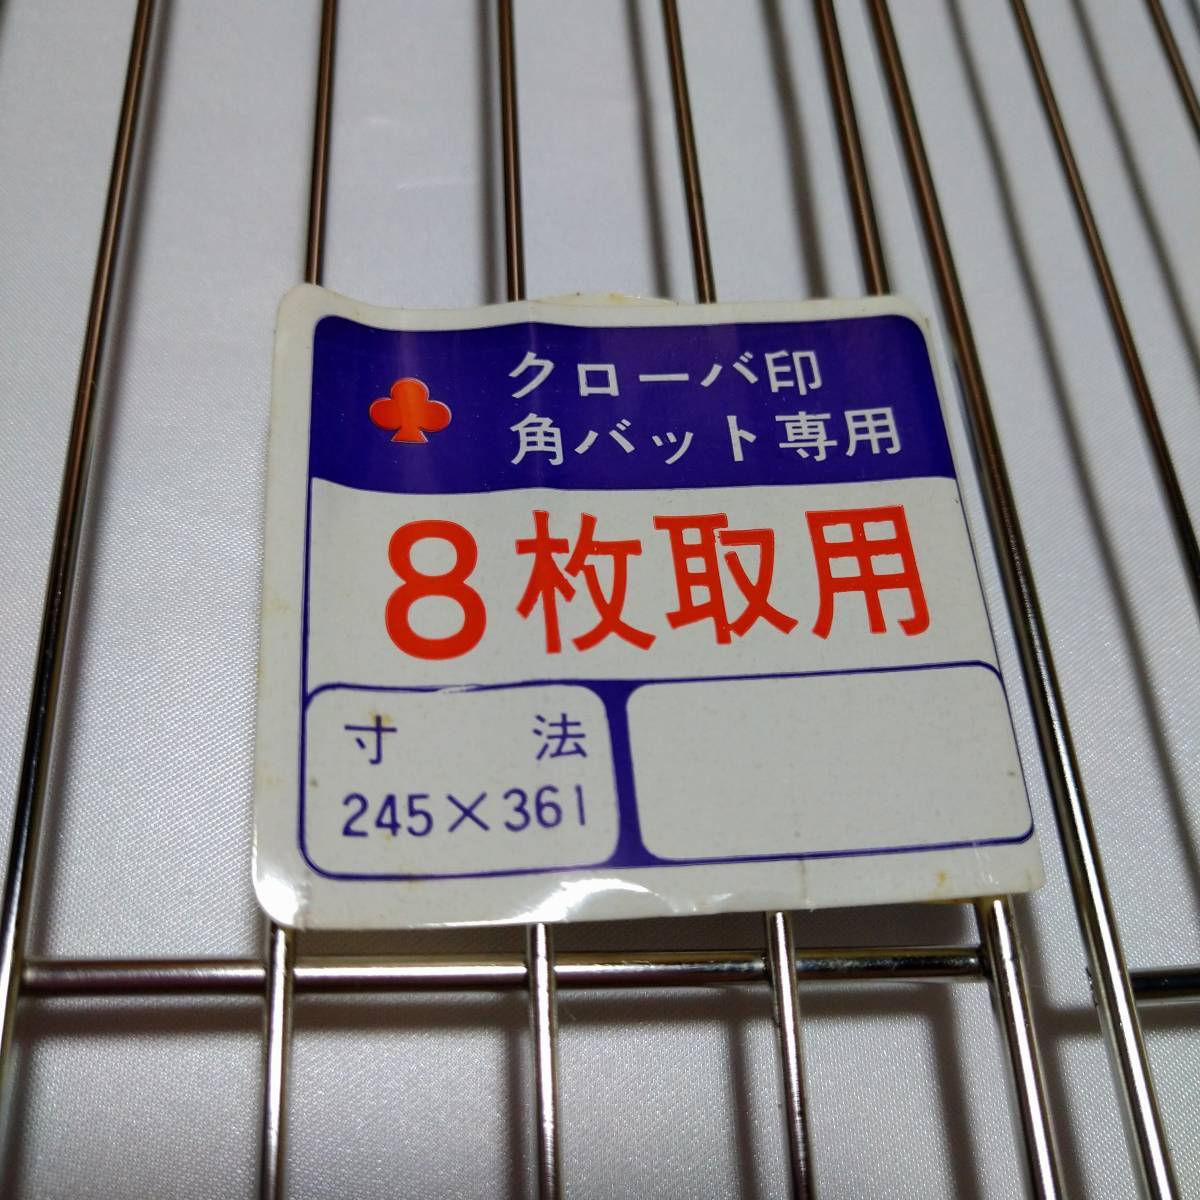 クローバ印
角バット専用
8枚取用
寸法
245×361